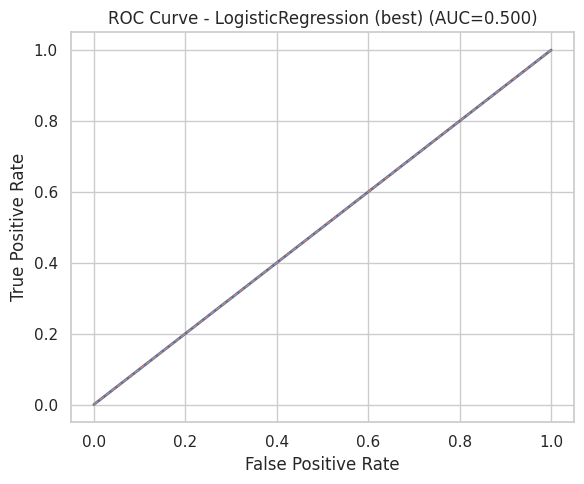 ROC Curve - LogisticRegression (best) (AUC=0.500)
1.0
0.8
0.6
0.4
0.2
0.0
True Positive Rate
0.0 0.2 0.4 0.6 0.8 1.0
False Positive Rate